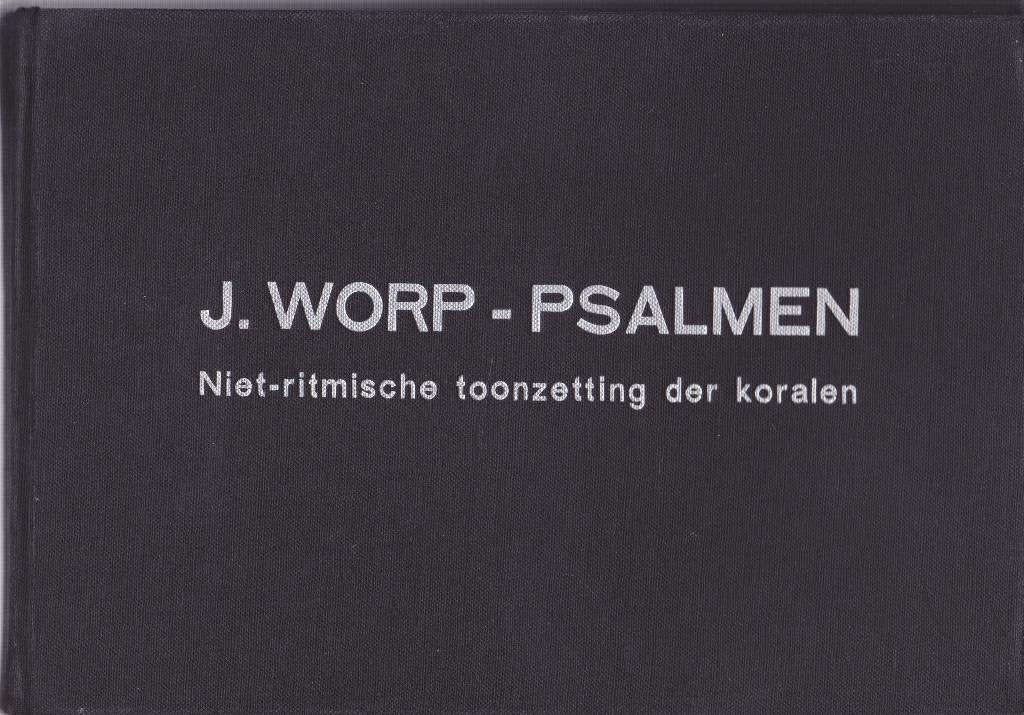 J. WORP - PSALMEN
Niet-ritmische toonzetting der koralen